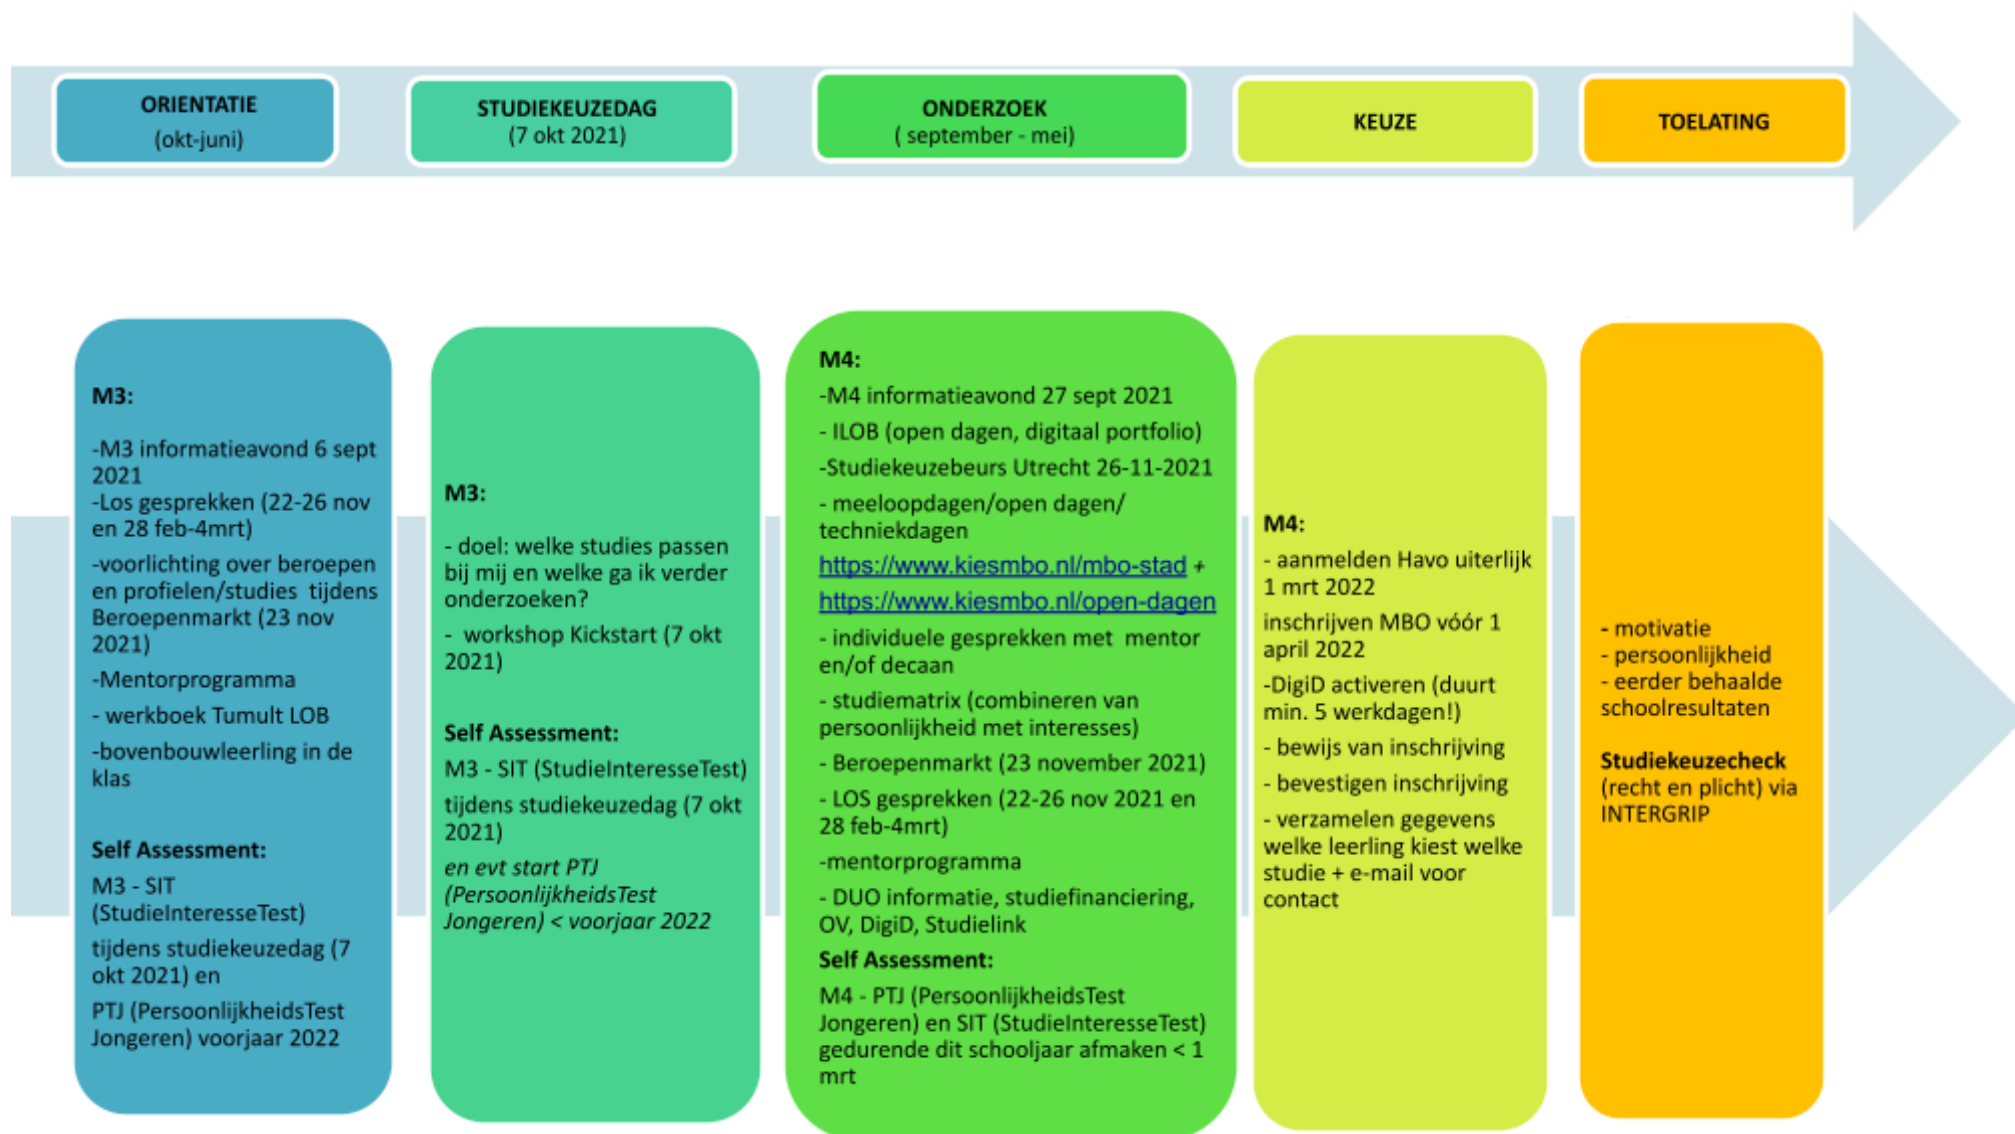 ORIENTATIE
(okt-juni)
STUDIEKEUZEDAG
(7 okt 2021)
ONDERZOEK
( september - mei)
KEUZE
TOELATING
M3:
-M3 informatieavond 6 sept
2021
-Los gesprekken (22-26 nov
en 28 feb-4mrt)
-voorlichting over beroepen
en profielen/studies tijdens
Beroepenmarkt (23 nov
2021)
-Mentorprogramma
- werkboek Tumult LOB
-bovenbouwleerling in de
klas
Self Assessment:
M3 - SIT
(StudieInteresseTest)
tijdens studiekeuzedag (7
okt 2021) en
PTJ (PersoonlijkheidsTest
Jongeren) voorjaar 2022
M3:
- doel: welke studies passen
bij mij en welke ga ik verder
onderzoeken?
- workshop Kickstart (7 okt
2021)
Self Assessment:
M3 - SIT (StudieInteresseTest)
tijdens studiekeuzedag (7 okt
2021)
en evt start PTJ
(PersoonlijkheidsTest
Jongeren) < voorjaar 2022
M4:
-M4 informatieavond 27 sept 2021
- ILOB (open dagen, digitaal portfolio)
-Studiekeuzebeurs Utrecht 26-11-2021
- meeloopdagen/open dagen/
techniekdagen
https://www.kiesmbo.nl/mbo-stad +
https://www.kiesmbo.nl/open-dagen
- individuele gesprekken met mentor
en/of decaan
- studiematrix (combineren van
persoonlijkheid met interesses)
- Beroepenmarkt (23 november 2021)
- LOS gesprekken (22-26 nov 2021 en
28 feb-4mrt)
-mentorprogramma
- DUO informatie, studiefinanciering,
OV, DigiD, Studielink
Self Assessment:
M4 - PTJ (PersoonlijkheidsTest
Jongeren) en SIT (StudieInteresseTest)
gedurende dit schooljaar afmaken < 1
mrt
M4:
- aanmelden Havo uiterlijk
1 mrt 2022
inschrijven MBO vóór 1
april 2022
-DigiD activeren (duurt
min. 5 werkdagen!)
- bewijs van inschrijving
- bevestigen inschrijving
- verzamelen gegevens
welke leerling kiest welke
studie + e-mail voor
contact
- motivatie
- persoonlijkheid
- eerder behaalde
schoolresultaten
Studiekeuzecheck
(recht en plicht) via
INTERGRIP